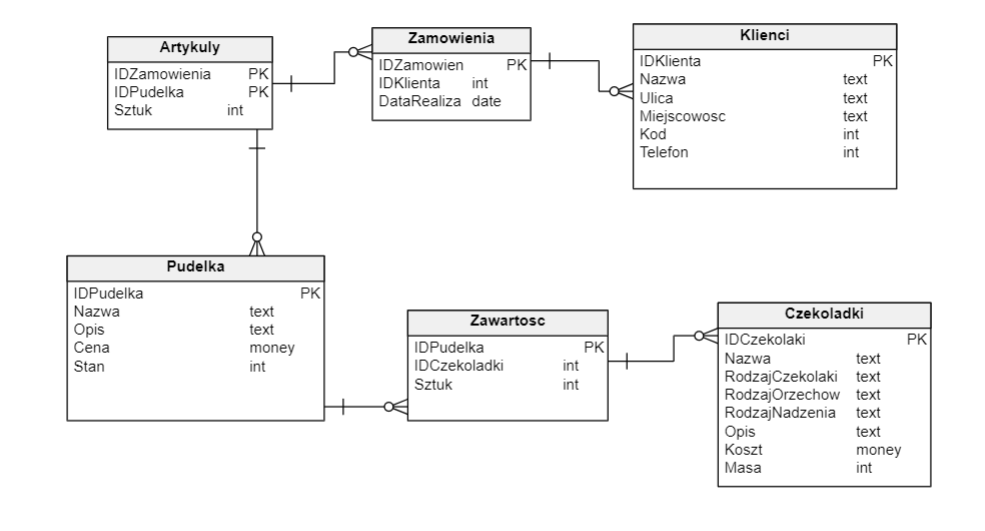 Artykuly
IDZamowienia PK
IDPudelka PK
Sztuk int
Zamowienia
IDZamowien PK
IDKlienta int
DataRealiza date
Klienci
IDKlienta PK
Nazwa text
Ulica text
Miejscowosc text
Kod int
Telefon int
Pudelka
IDPudelka PK
Nazwa text
Opis text
Cena money
Stan int
Zawartosc
IDPudelka PK
IDCzekoladki int
Sztuk int
Czekoladki
IDCzekolaki PK
Nazwa text
RodzajCzekolaki text
RodzajOrzechow text
RodzajNadzenia text
Opis text
Koszt money
Masa int